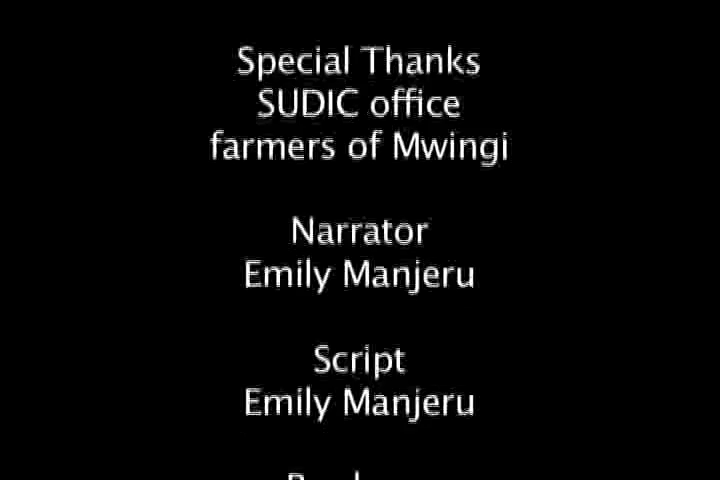 Special Thanks
SUDIC office
farmers of Mwingi
Narrator
Emily Manjeru
Script
Emily Manjeru